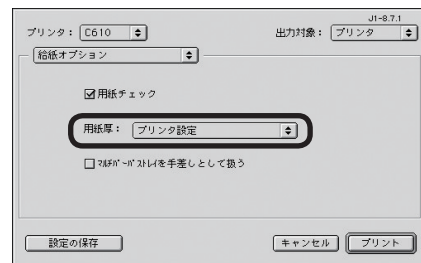 J1-8.7.1
プリンタ： C610 出力対象： プリンタ
給紙オプション
用紙チェック
用紙厚： プリンタ設定
ﾏﾙﾁﾊﾟｰﾊﾟｽﾄﾚｲを手差しとして扱う
設定の保存 キャンセル プリント